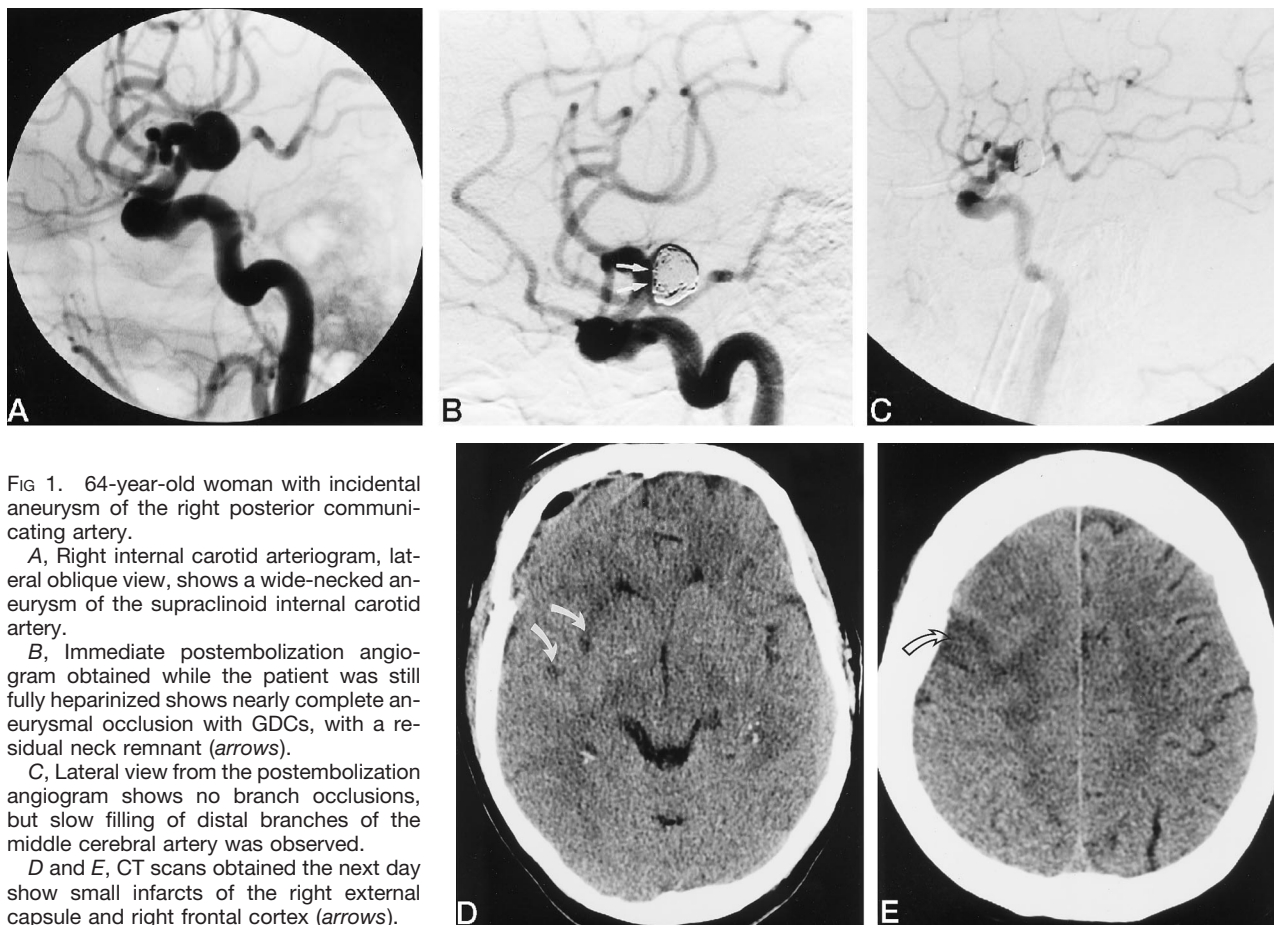 A
B
C
FIG 1. 64-year-old woman with incidental
aneurysm of the right posterior communi-
cating artery.
A, Right internal carotid arteriogram, lat-
eral oblique view, shows a wide-necked an-
eurysm of the supraclinoid internal carotid
artery.
B, Immediate postembolization angio-
gram obtained while the patient was still
fully heparinized shows nearly complete an-
eurysmal occlusion with GDCs, with a re-
sidual neck remnant (arrows).
C, Lateral view from the postembolization
angiogram shows no branch occlusions,
but slow filling of distal branches of the
middle cerebral artery was observed.
D and E, CT scans obtained the next day
show small infarcts of the right external
capsule and right frontal cortex (arrows).
D
E